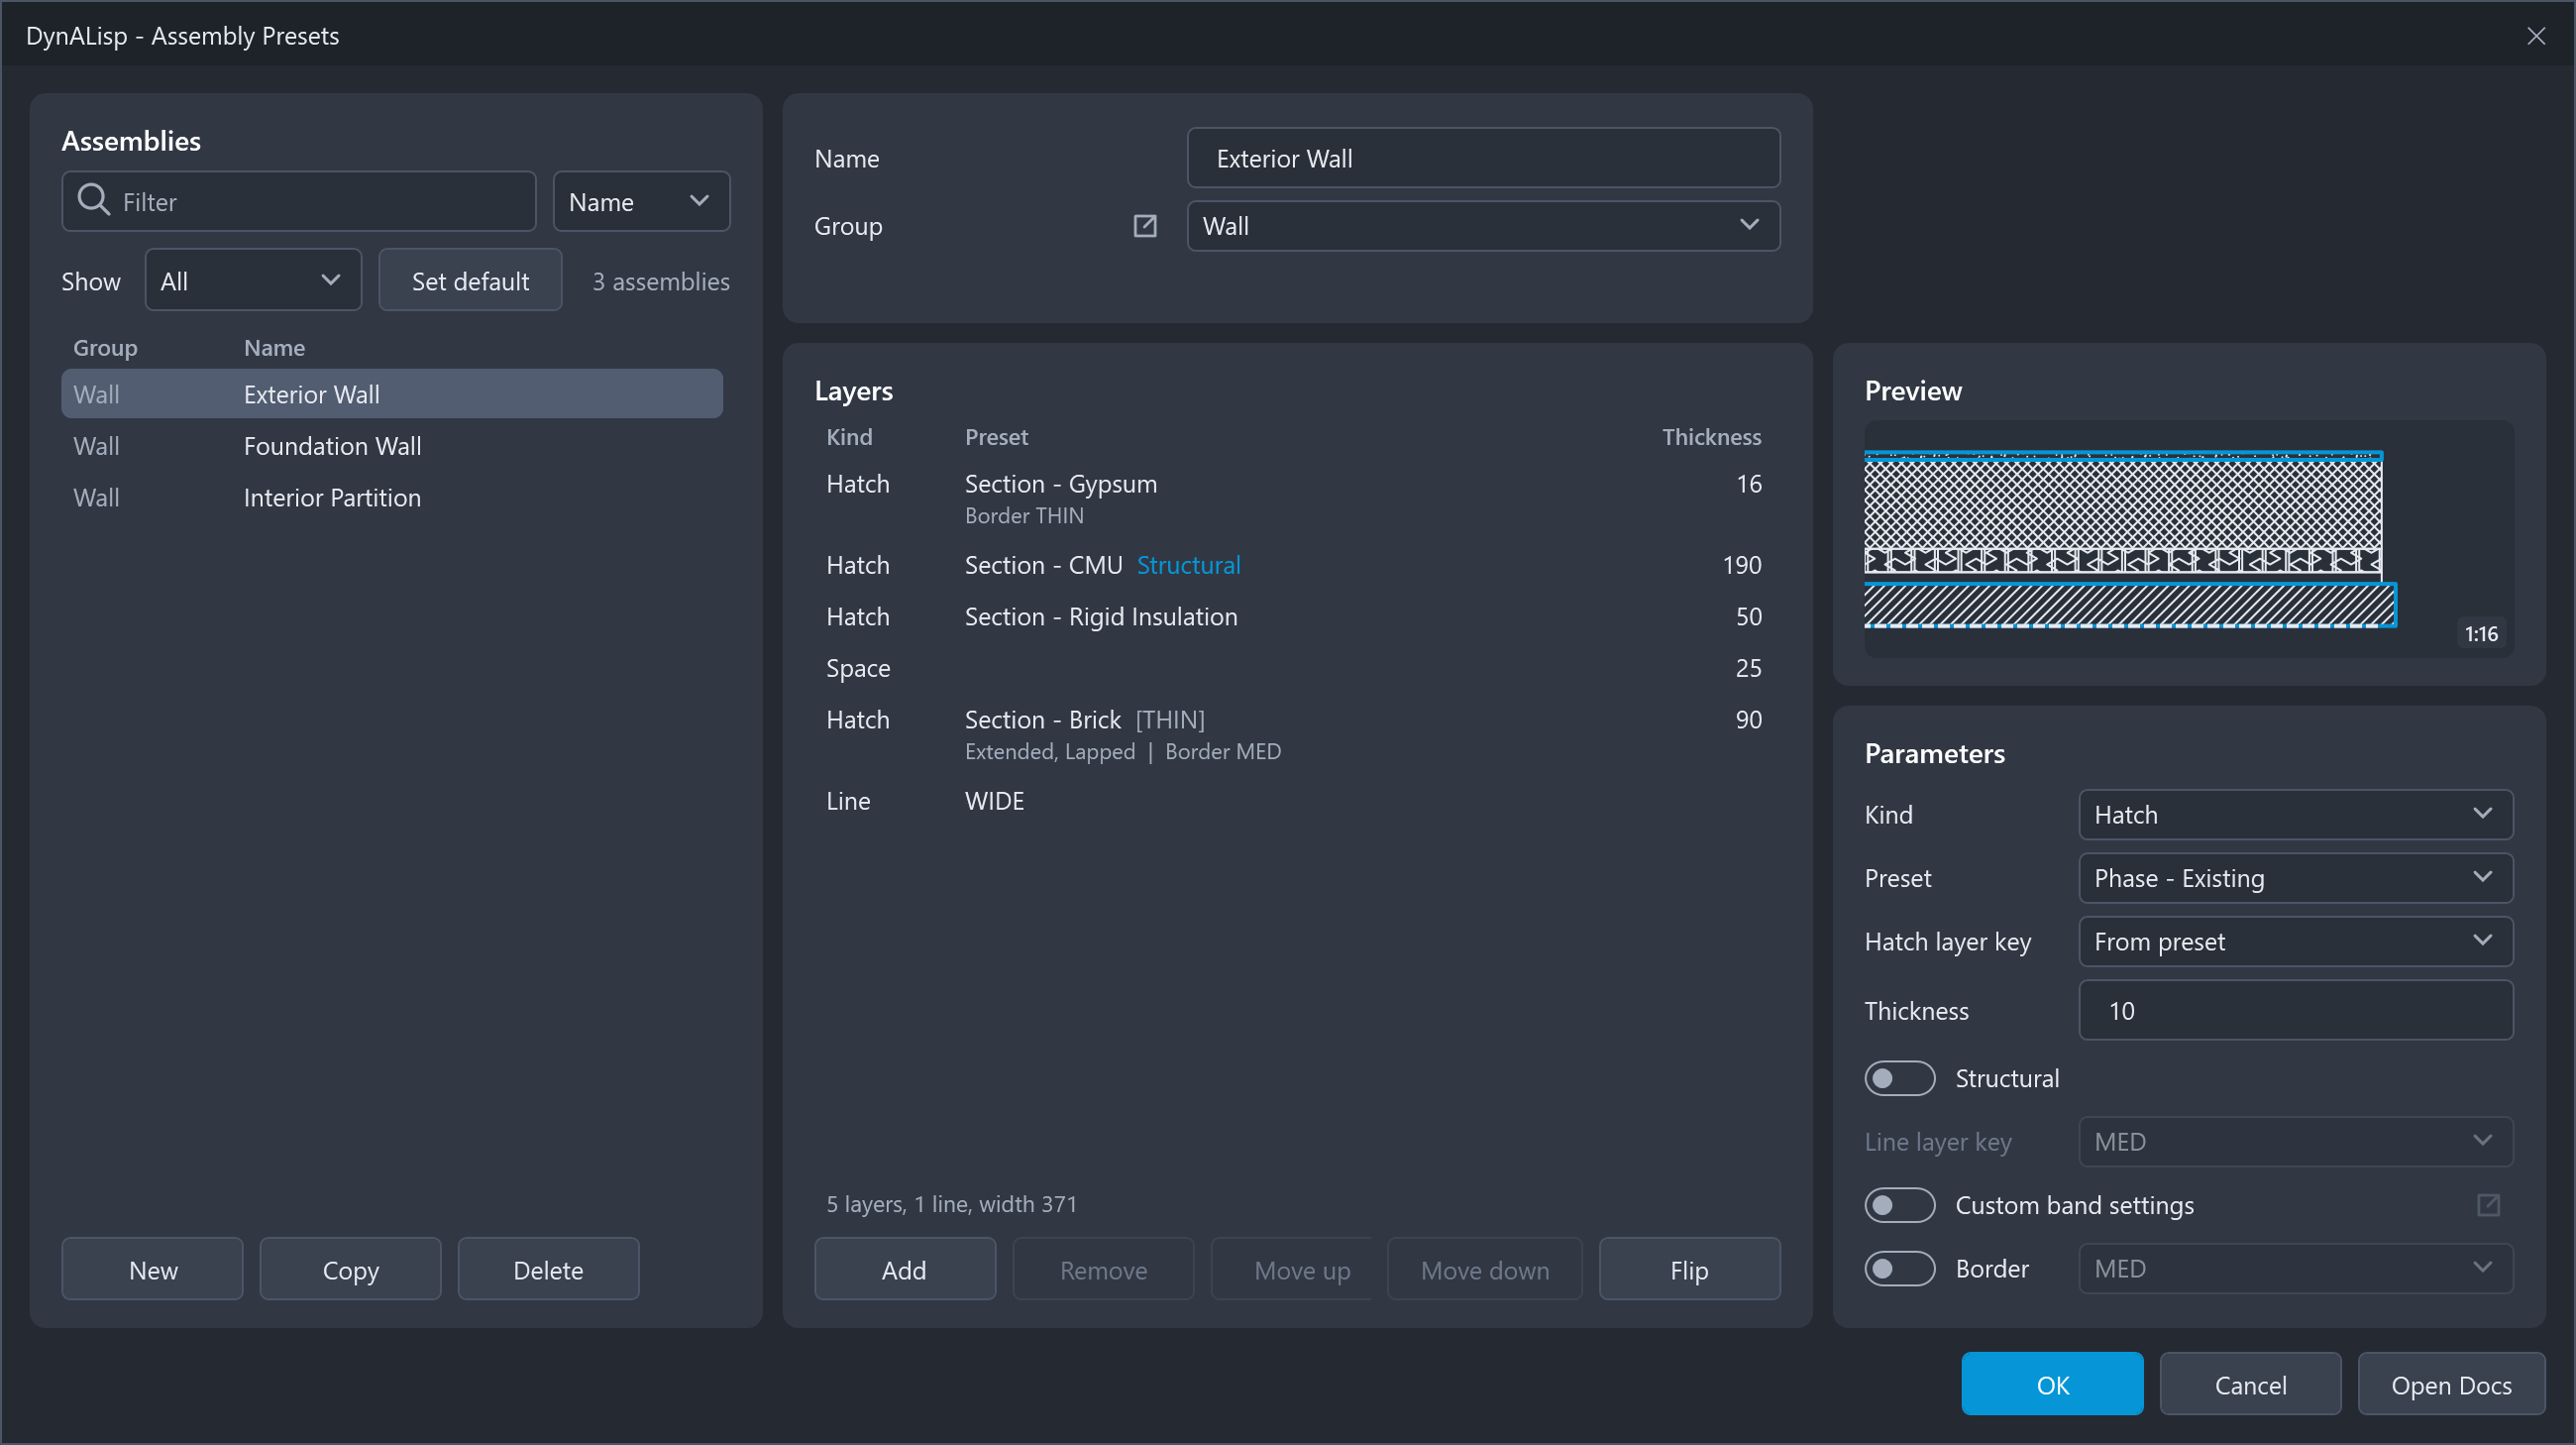 DynALisp - Assembly Presets
Assemblies
Filter
Name
Show
All
Set default
3 assemblies
Group Name
Wall Exterior Wall
Wall Foundation Wall
Wall Interior Partition
New
Copy
Delete
Name
Exterior Wall
Group
Wall
Layers
Kind Preset Thickness
Hatch Section - Gypsum 16
Border THIN
Hatch Section - CMU Structural 190
Hatch Section - Rigid Insulation 50
Space 25
Hatch Section - Brick [THIN] 90
Extended, Lapped | Border MED
Line WIDE
5 layers, 1 line, width 371
Add
Remove
Move up
Move down
Flip
Preview
1:16
Parameters
Kind
Hatch
Preset
Phase - Existing
Hatch layer key
From preset
Thickness
10
Structural
Line layer key
MED
Custom band settings
Border
MED
OK
Cancel
Open Docs